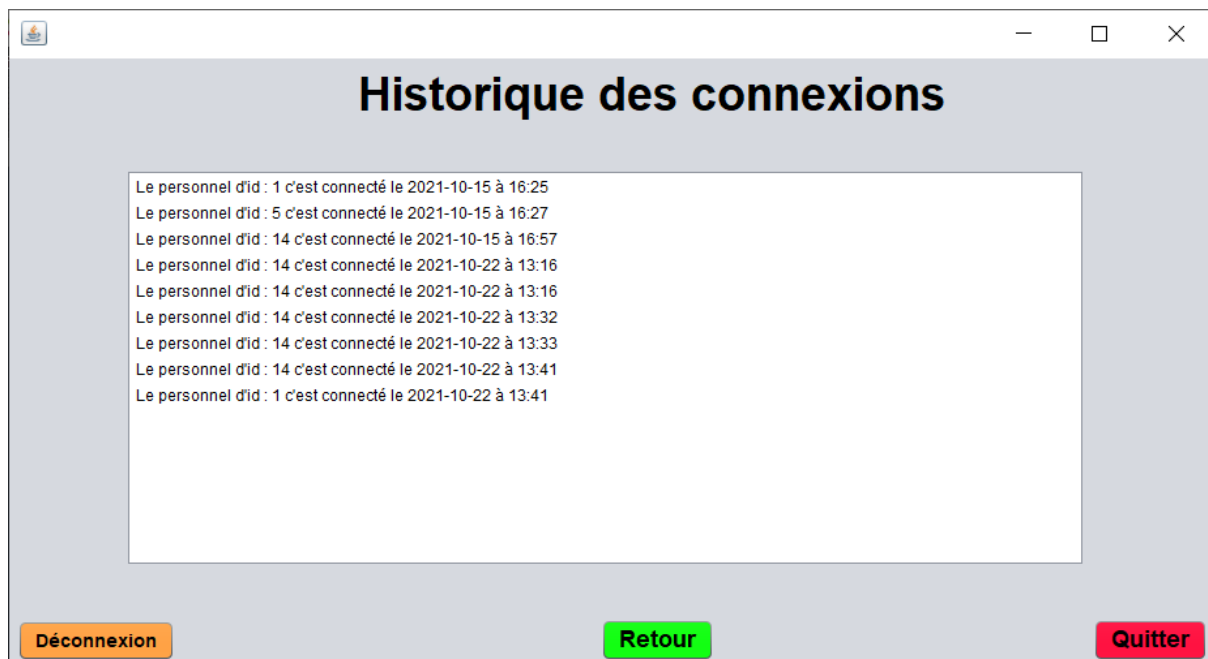 Historique des connexions
Le personnel d'id : 1 c'est connecté le 2021-10-15 à 16:25
Le personnel d'id : 5 c'est connecté le 2021-10-15 à 16:27
Le personnel d'id : 14 c'est connecté le 2021-10-15 à 16:57
Le personnel d'id : 14 c'est connecté le 2021-10-22 à 13:16
Le personnel d'id : 14 c'est connecté le 2021-10-22 à 13:16
Le personnel d'id : 14 c'est connecté le 2021-10-22 à 13:32
Le personnel d'id : 14 c'est connecté le 2021-10-22 à 13:33
Le personnel d'id : 14 c'est connecté le 2021-10-22 à 13:41
Le personnel d'id : 1 c'est connecté le 2021-10-22 à 13:41
Déconnexion Retour Quitter